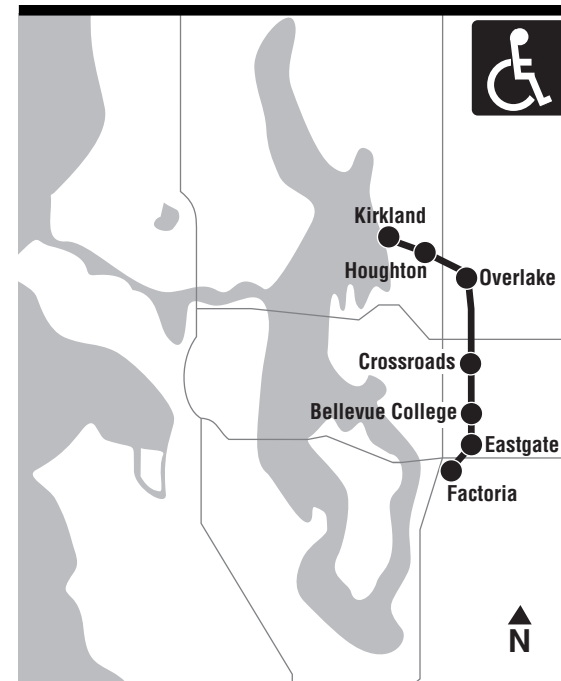 Kirkland
Houghton
Overlake
Crossroads
Bellevue College
Eastgate
Factoria
N